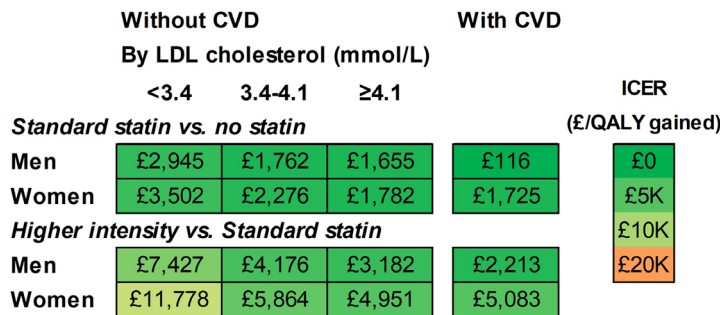 Without CVD With CVD
By LDL cholesterol (mmol/L)
<3.4 3.4-4.1 ≥4.1 ICER
Standard statin vs. no statin (£/QALY gained)
Men £2,945 £1,762 £1,655 £116 £0
Women £3,502 £2,276 £1,782 £1,725 £5K
Higher intensity vs. Standard statin £10K
Men £7,427 £4,176 £3,182 £2,213 £20K
Women £11,778 £5,864 £4,951 £5,083